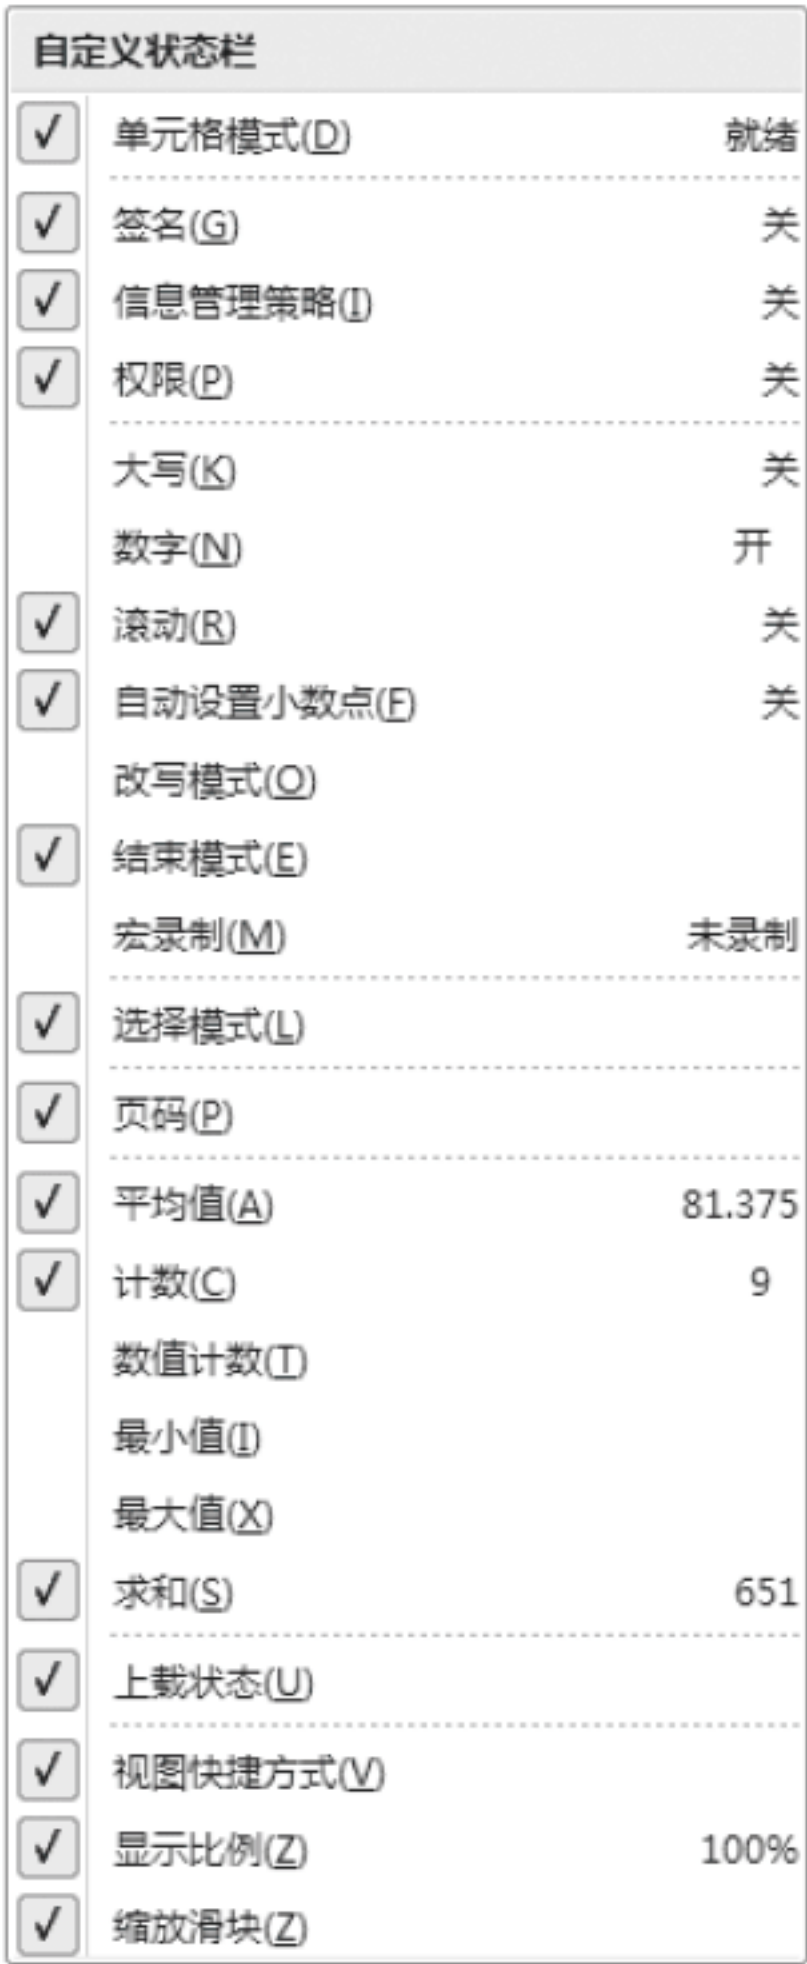 自定义状态栏
✓ 单元格模式(D) 就绪
✓ 签名(G) 关
✓ 信息管理策略(I) 关
✓ 权限(P) 关
大写(K) 关
数字(N) 开
✓ 滚动(R) 关
✓ 自动设置小数点(F) 关
改写模式(O)
✓ 结束模式(E)
宏录制(M) 未录制
✓ 选择模式(L)
✓ 页码(P)
✓ 平均值(A) 81.375
✓ 计数(C) 9
数值计数(T)
最小值(I)
最大值(X)
✓ 求和(S) 651
✓ 上载状态(U)
✓ 视图快捷方式(V)
✓ 显示比例(Z) 100%
✓ 缩放滑块(Z)